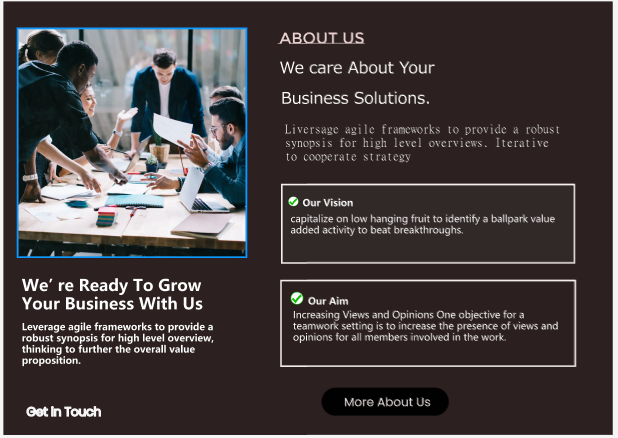 ABOUT US
We care About Your
Business Solutions.
Liversage agile frameworks to provide a robust
synopsis for high level overviews. Iterative
to cooperate strategy
Our Vision
capitalize on low hanging fruit to identify a ballpark value
added activity to beat breakthroughs.
Our Aim
Increasing Views and Opinions One objective for a
teamwork setting is to increase the presence of views and
opinions for all members involved in the work.
More About Us
We' re Ready To Grow
Your Business With Us
Leverage agile frameworks to provide a
robust synopsis for high level overview,
thinking to further the overall value
proposition.
Get in Touch